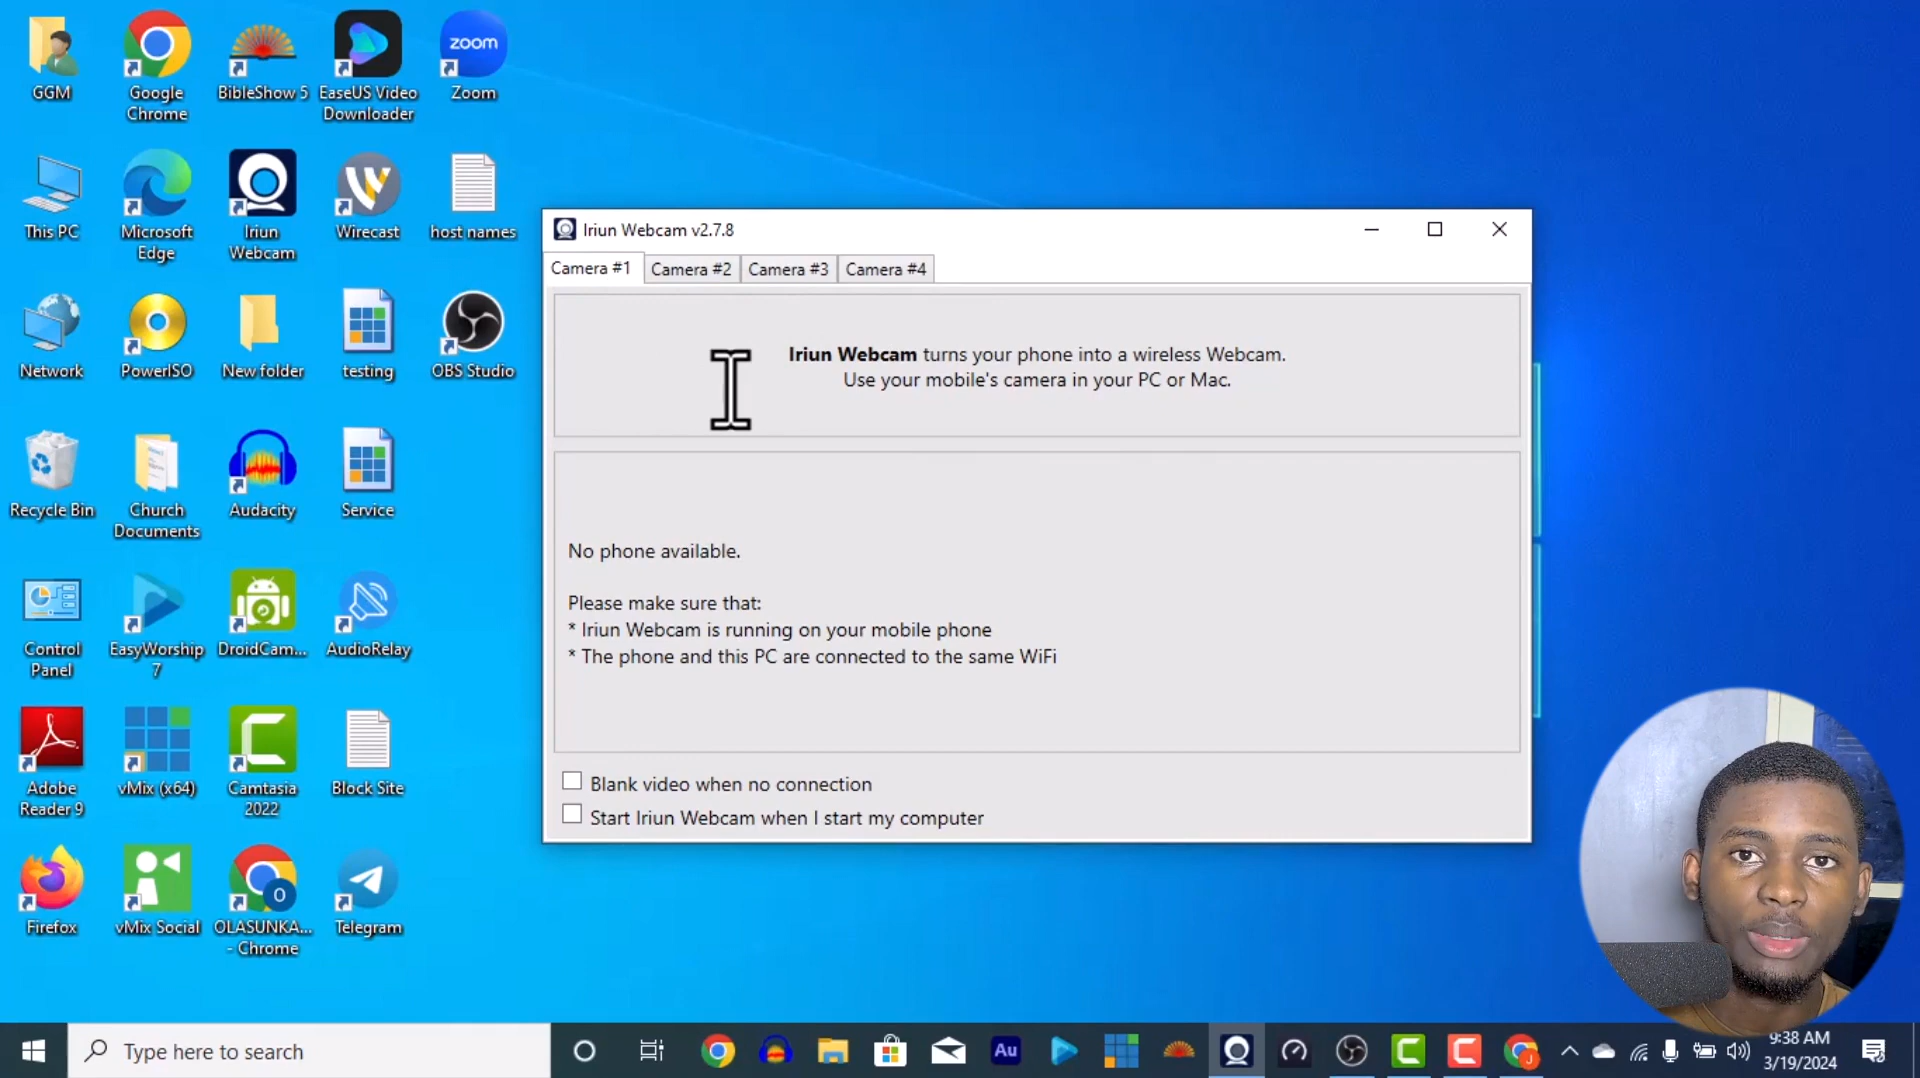 GGM
Google
Chrome
BibleShow 5
EaseUS Video
Downloader
zoom
Zoom
This PC
Microsoft
Edge
Iriun
Webcam
Wirecast
host names
Network
PowerISO
New folder
testing
OBS Studio
Recycle Bin
Church
Documents
Audacity
Service
Control
Panel
EasyWorship
7
DroidCam...
AudioRelay
Adobe
Reader 9
vMix (x64)
Camtasia
2022
Block Site
Firefox
vMix Social
O
OLASUNKA...
- Chrome
Telegram
Iriun Webcam v2.7.8
Camera #1
Camera #2
Camera #3
Camera #4
Iriun Webcam turns your phone into a wireless Webcam.
Use your mobile's camera in your PC or Mac.
No phone available.
Please make sure that:
* Iriun Webcam is running on your mobile phone
* The phone and this PC are connected to the same WiFi
Blank video when no connection
Start Iriun Webcam when I start my computer
Type here to search
Au
J
9:38 AM
3/19/2024